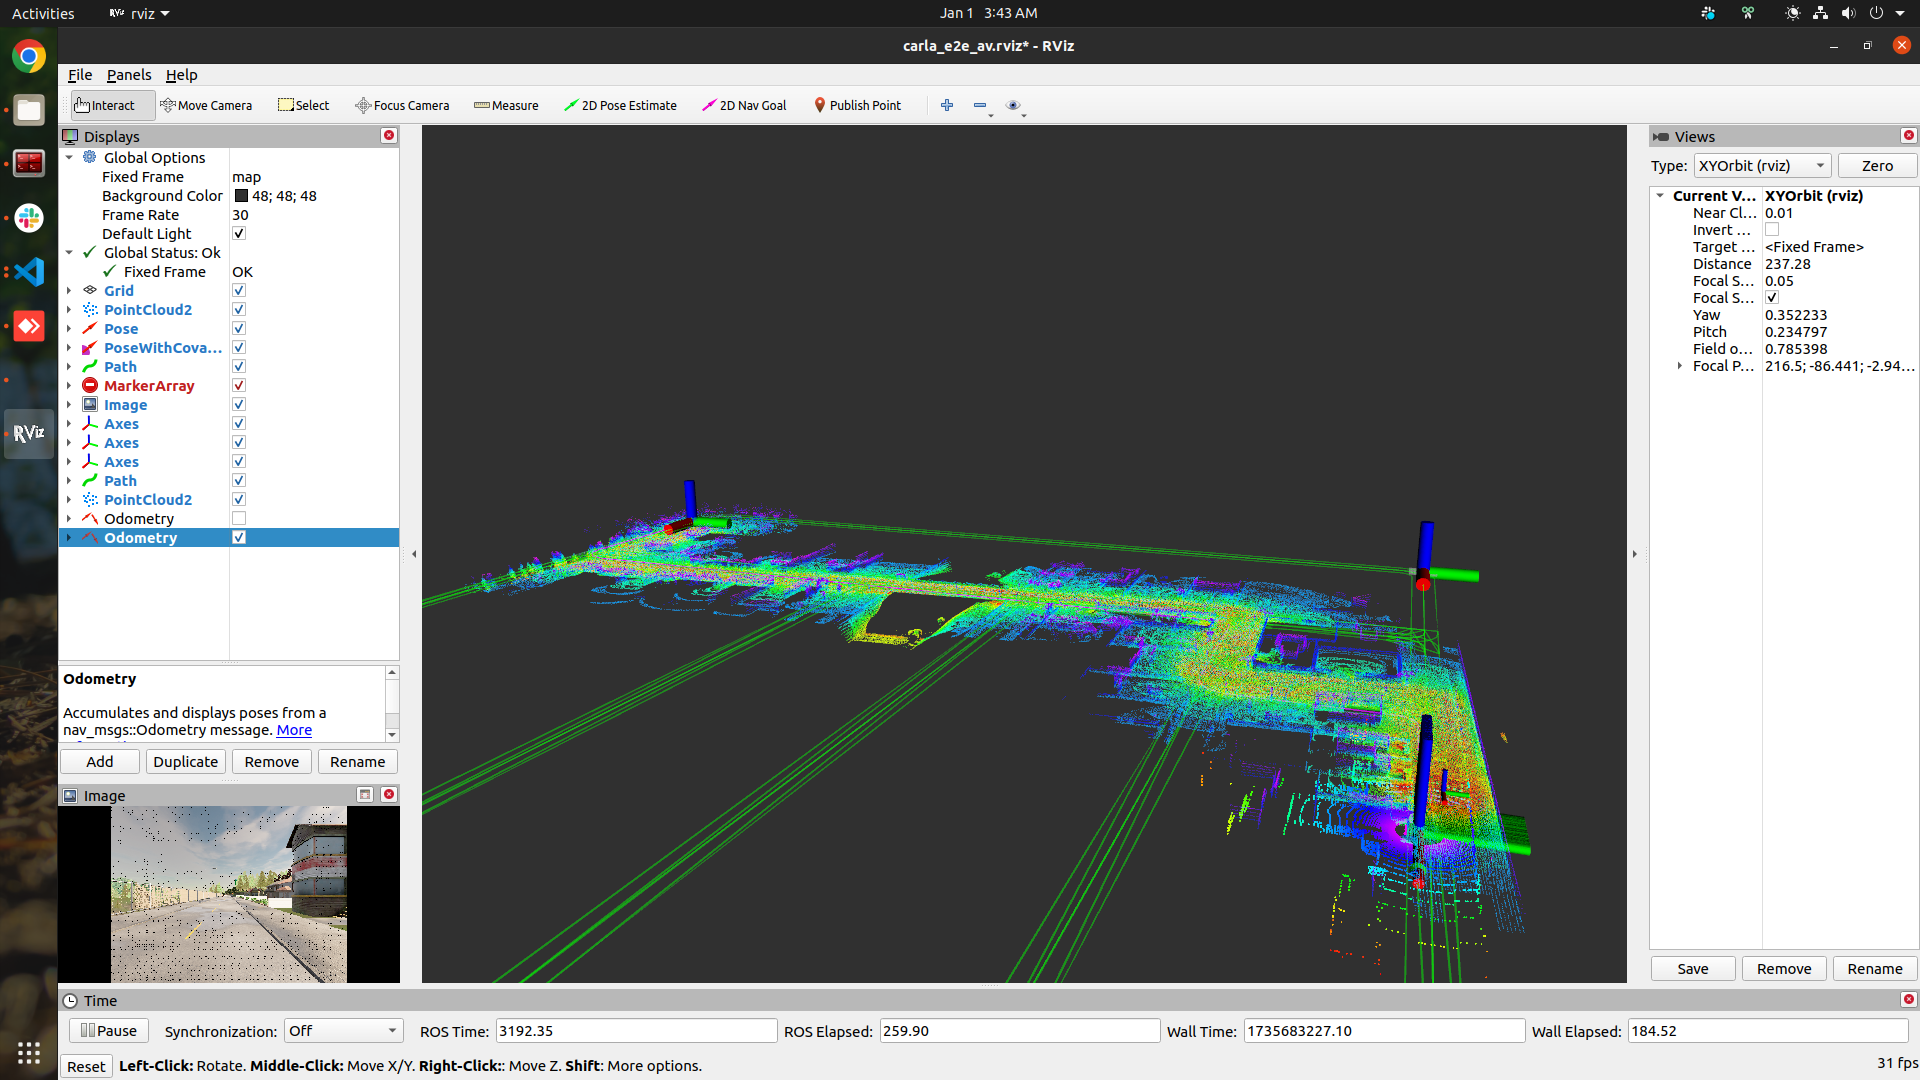 Activities
RViz rviz
Jan 1 3:43 AM
carla_e2e_av.rviz* - RViz
File Panels Help
Interact Move Camera Select Focus Camera Measure 2D Pose Estimate 2D Nav Goal Publish Point
Displays
Global Options
Fixed Frame map
Background Color 48; 48; 48
Frame Rate 30
Default Light
Global Status: Ok
Fixed Frame OK
Grid
PointCloud2
Pose
PoseWithCova...
Path
MarkerArray
Image
Axes
Axes
Axes
Path
PointCloud2
Odometry
Odometry
Odometry
Accumulates and displays poses from a
nav_msgs::Odometry message. More
Add Duplicate Remove Rename
Image
RViz
Views
Type: XYOrbit (rviz) Zero
Current V... XYOrbit (rviz)
Near Cl... 0.01
Invert ...
Target ... <Fixed Frame>
Distance 237.28
Focal S... 0.05
Focal S...
Yaw 0.352233
Pitch 0.234797
Field o... 0.785398
Focal P... 216.5; -86.441; -2.94...
Save Remove Rename
Time
Pause Synchronization: Off ROS Time: 3192.35 ROS Elapsed: 259.90 Wall Time: 1735683227.10 Wall Elapsed: 184.52
Reset Left-Click: Rotate. Middle-Click: Move X/Y. Right-Click:: Move Z. Shift: More options. 31 fps